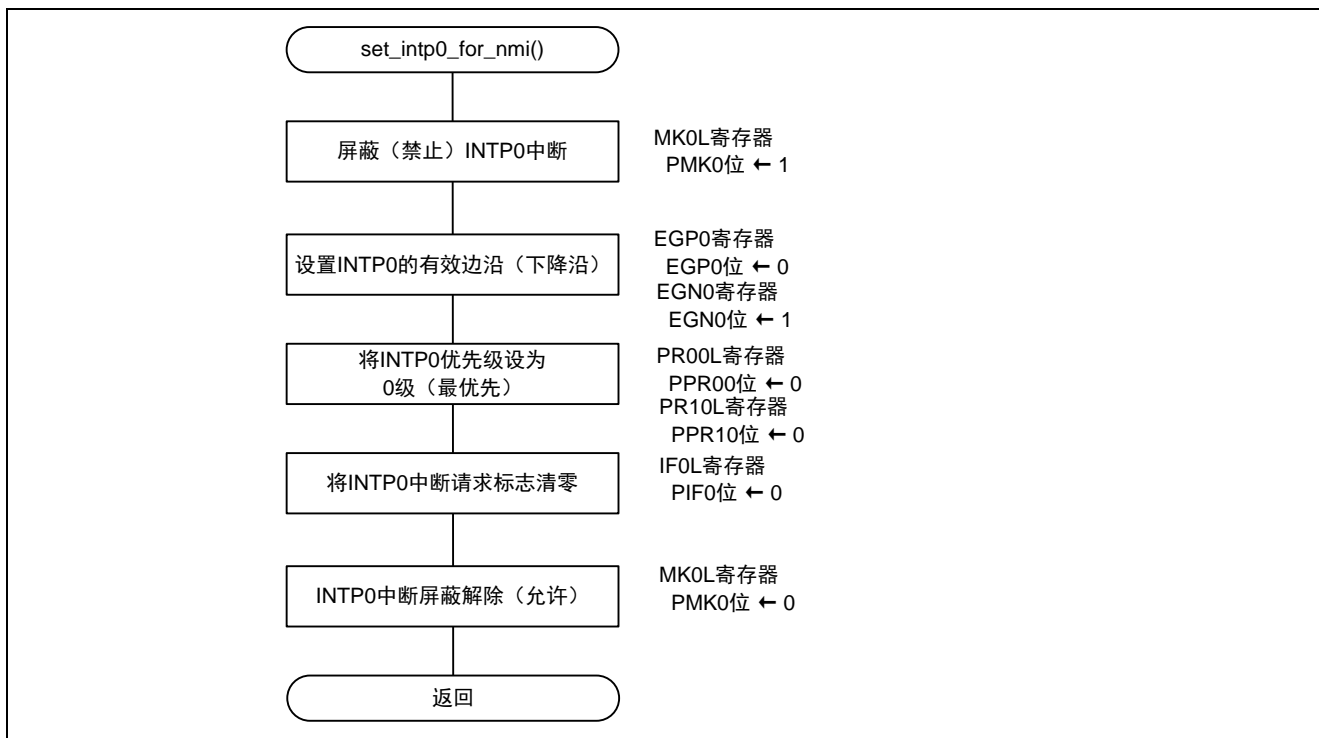 set_intp0_for_nmi()
屏蔽（禁止）INTP0中断
MK0L寄存器
PMK0位 ← 1
设置INTP0的有效边沿（下降沿）
EGP0寄存器
EGP0位 ← 0
EGN0寄存器
EGN0位 ← 1
将INTP0优先级设为
0级（最优先）
PR00L寄存器
PPR00位 ← 0
PR10L寄存器
PPR10位 ← 0
将INTP0中断请求标志清零
IF0L寄存器
PIF0位 ← 0
INTP0中断屏蔽解除（允许）
MK0L寄存器
PMK0位 ← 0
返回